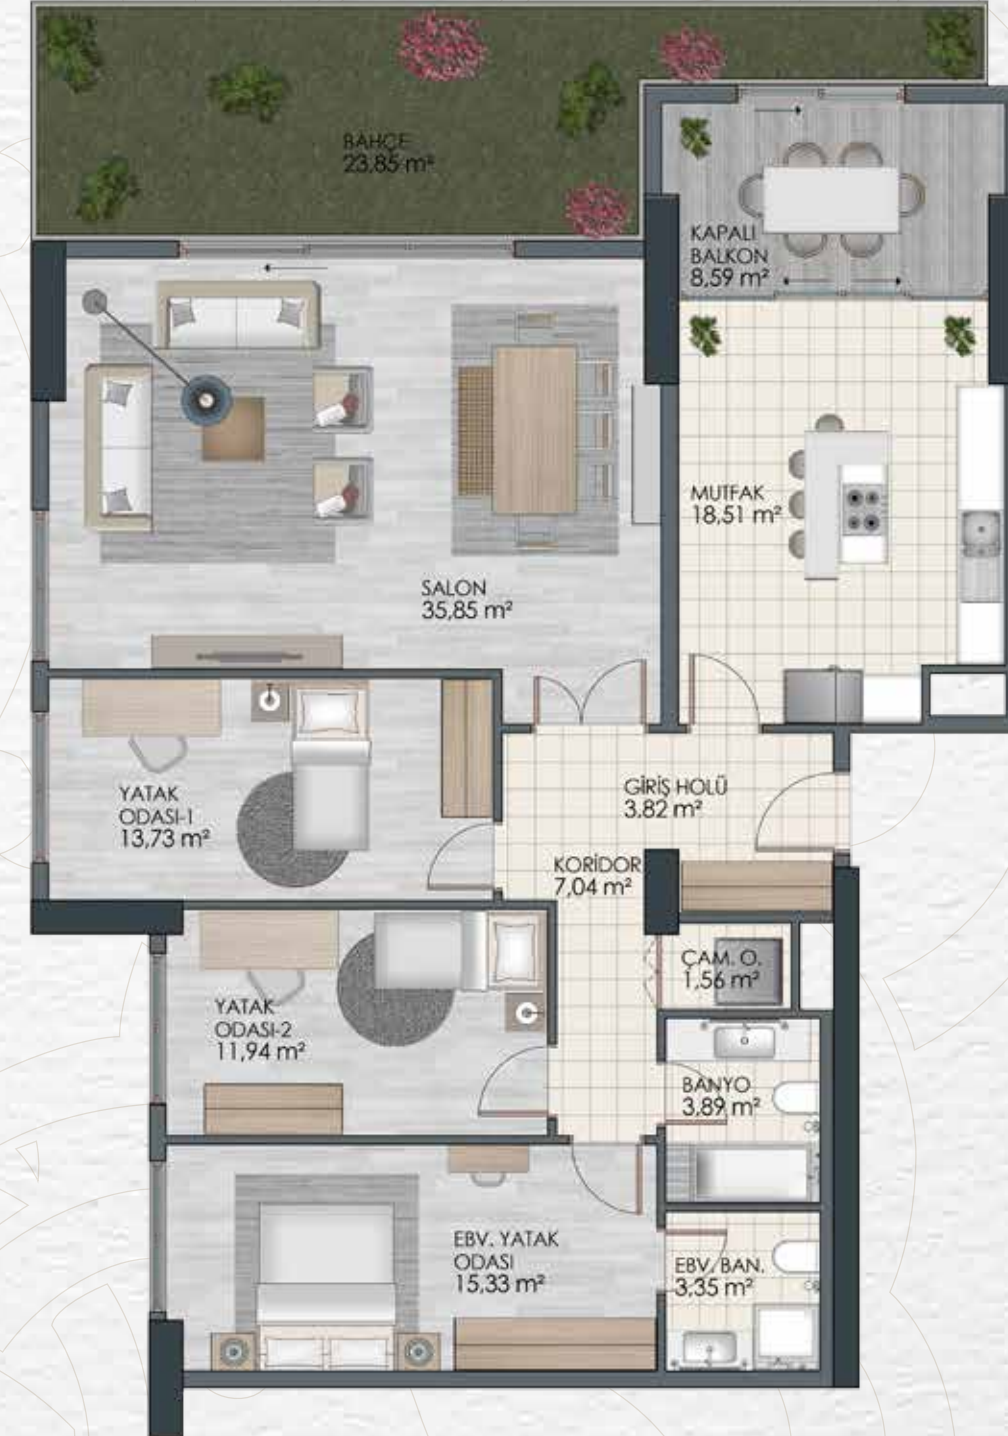 BAHÇE
23,85 m²
KAPALI
BALKON
8,59 m²
MUTFAK
18,51 m²
SALON
35,85 m²
YATAK
ODASI-1
13,73 m²
GİRİŞ HOLÜ
3,82 m²
KORİDOR
7,04 m²
ÇAM. O.
1,56 m²
YATAK
ODASI-2
11,94 m²
BANYO
3,89 m²
EBV. YATAK
ODASI
15,33 m²
EBV. BAN.
3,35 m²